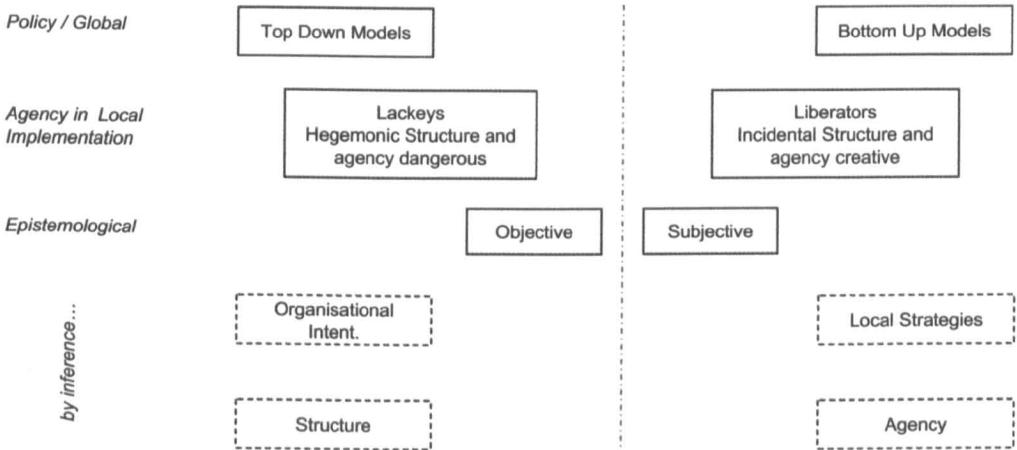 Policy / Global
Top Down Models
Bottom Up Models
Agency in Local
Implementation
Lackeys
Hegemonic Structure and
agency dangerous
Liberators
Incidental Structure and
agency creative
Epistemological
Objective
Subjective
by inference...
Organisational
Intent.
Local Strategies
Structure
Agency